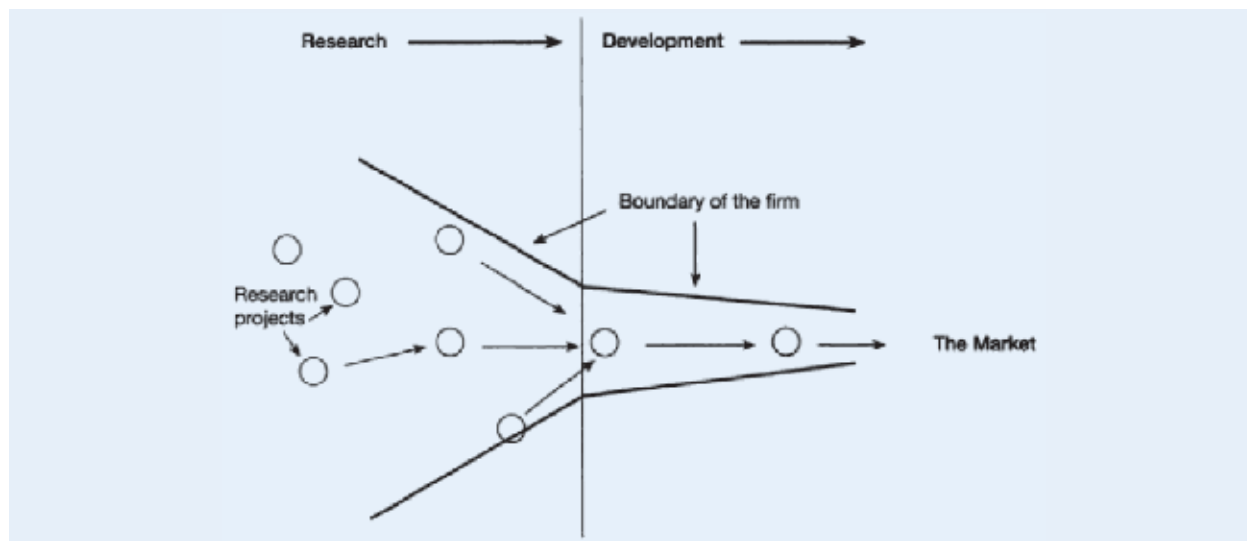 Research
Development
Boundary of the firm
Research
projects
The Market